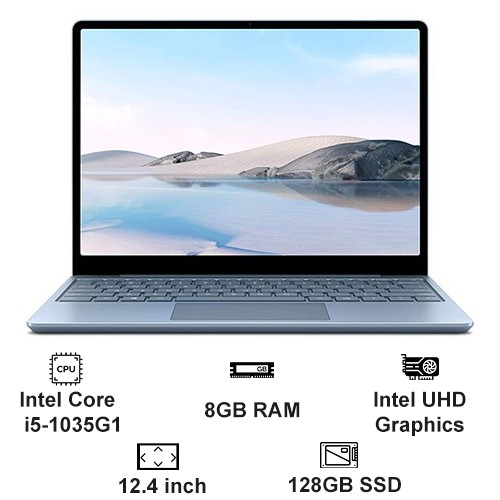 CPU
GB
Intel Core
i5-1035G1
8GB RAM
Intel UHD
Graphics
12.4 inch
128GB SSD